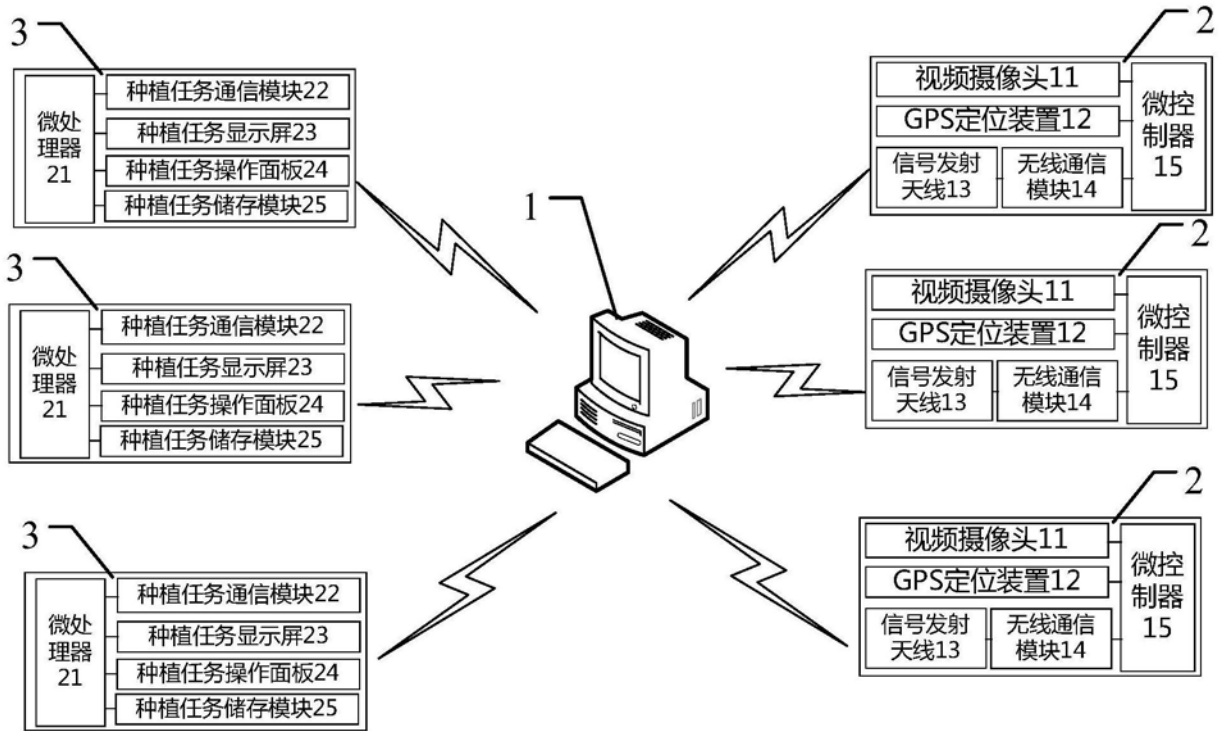 3
微处
理器
21
种植任务通信模块22
种植任务显示屏23
种植任务操作面板24
种植任务储存模块25
2
视频摄像头11
GPS定位装置12
信号发射
天线13
无线通信
模块14
微控
制器
15
1
3
微处
理器
21
种植任务通信模块22
种植任务显示屏23
种植任务操作面板24
种植任务储存模块25
2
视频摄像头11
GPS定位装置12
信号发射
天线13
无线通信
模块14
微控
制器
15
3
微处
理器
21
种植任务通信模块22
种植任务显示屏23
种植任务操作面板24
种植任务储存模块25
2
视频摄像头11
GPS定位装置12
信号发射
天线13
无线通信
模块14
微控
制器
15